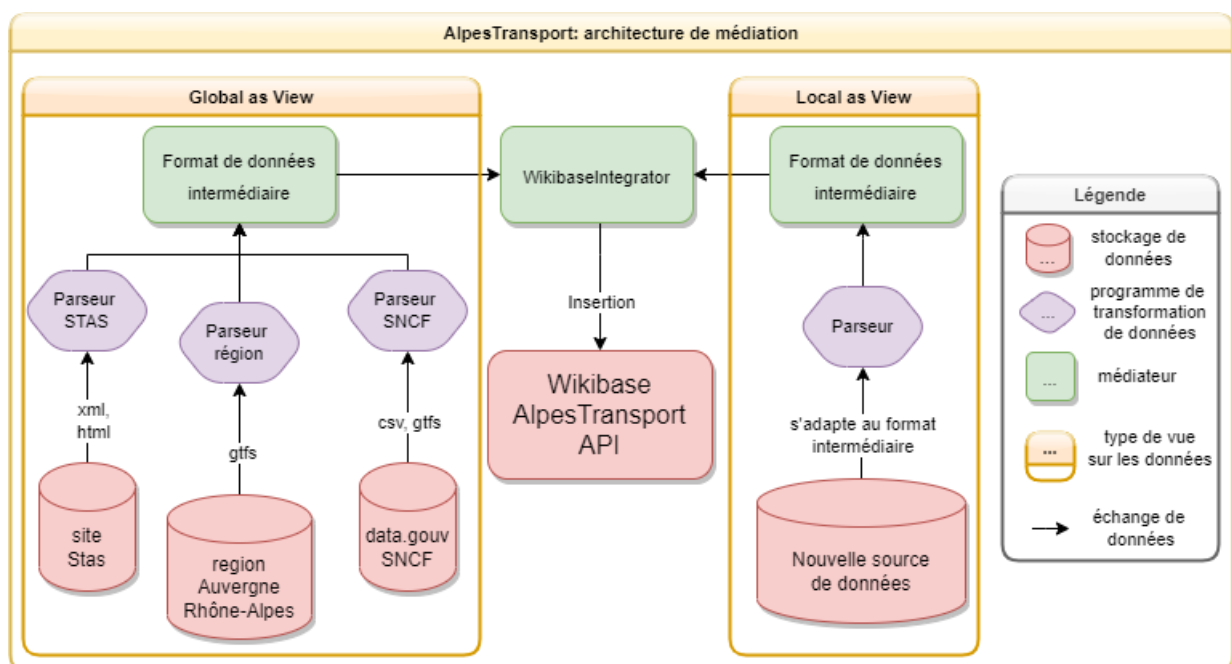 AlpesTransport: architecture de médiation
Global as View
Format de données
intermédiaire
Parseur
STAS
Parseur
région
Parseur
SNCF
xml,
html
gtfs
csv, gtfs
site
Stas
region
Auvergne
Rhône-Alpes
data.gouv
SNCF
WikibaseIntegrator
Insertion
Wikibase
AlpesTransport
API
Local as View
Format de données
intermédiaire
Parseur
s'adapte au format
intermédiaire
Nouvelle source
de données
Légende
...
stockage de
données
...
programme de
transformation
de données
...
médiateur
...
type de vue
sur les données
échange de
données